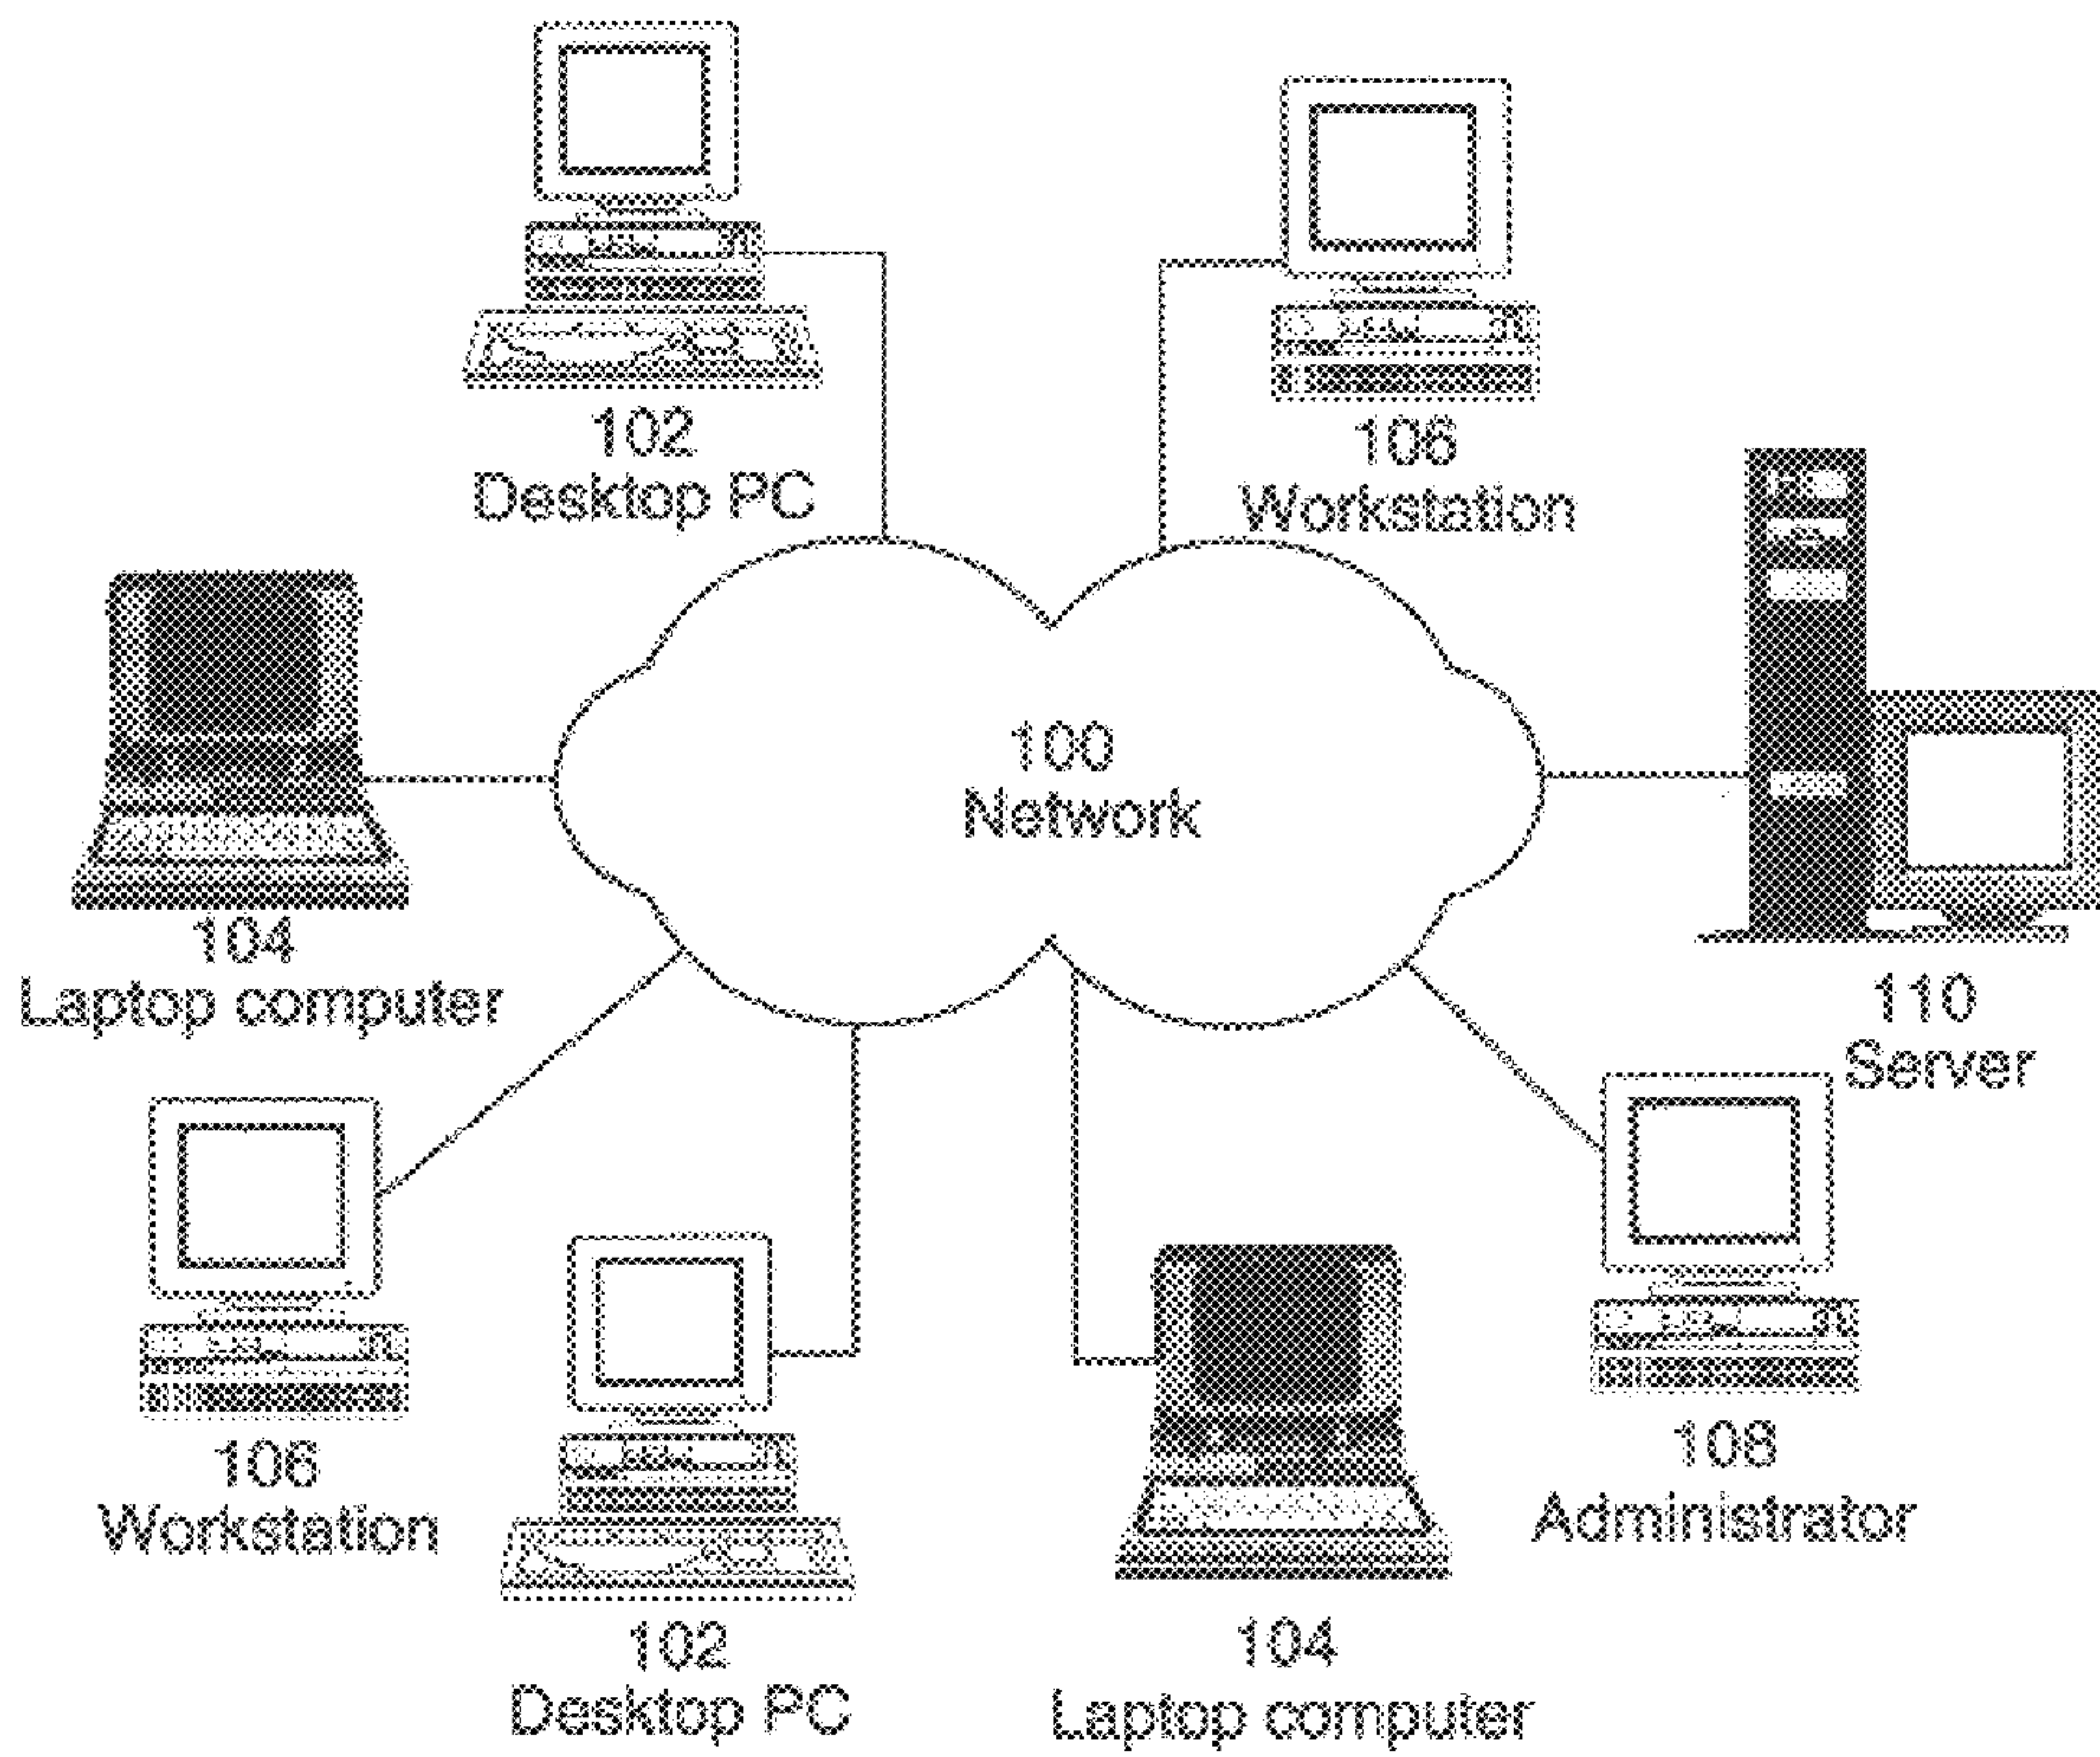 102
Desktop PC
106
Workstation
100
Network
104
Laptop computer
110
Server
106
Workstation
102
Desktop PC
104
Laptop computer
108
Administrator